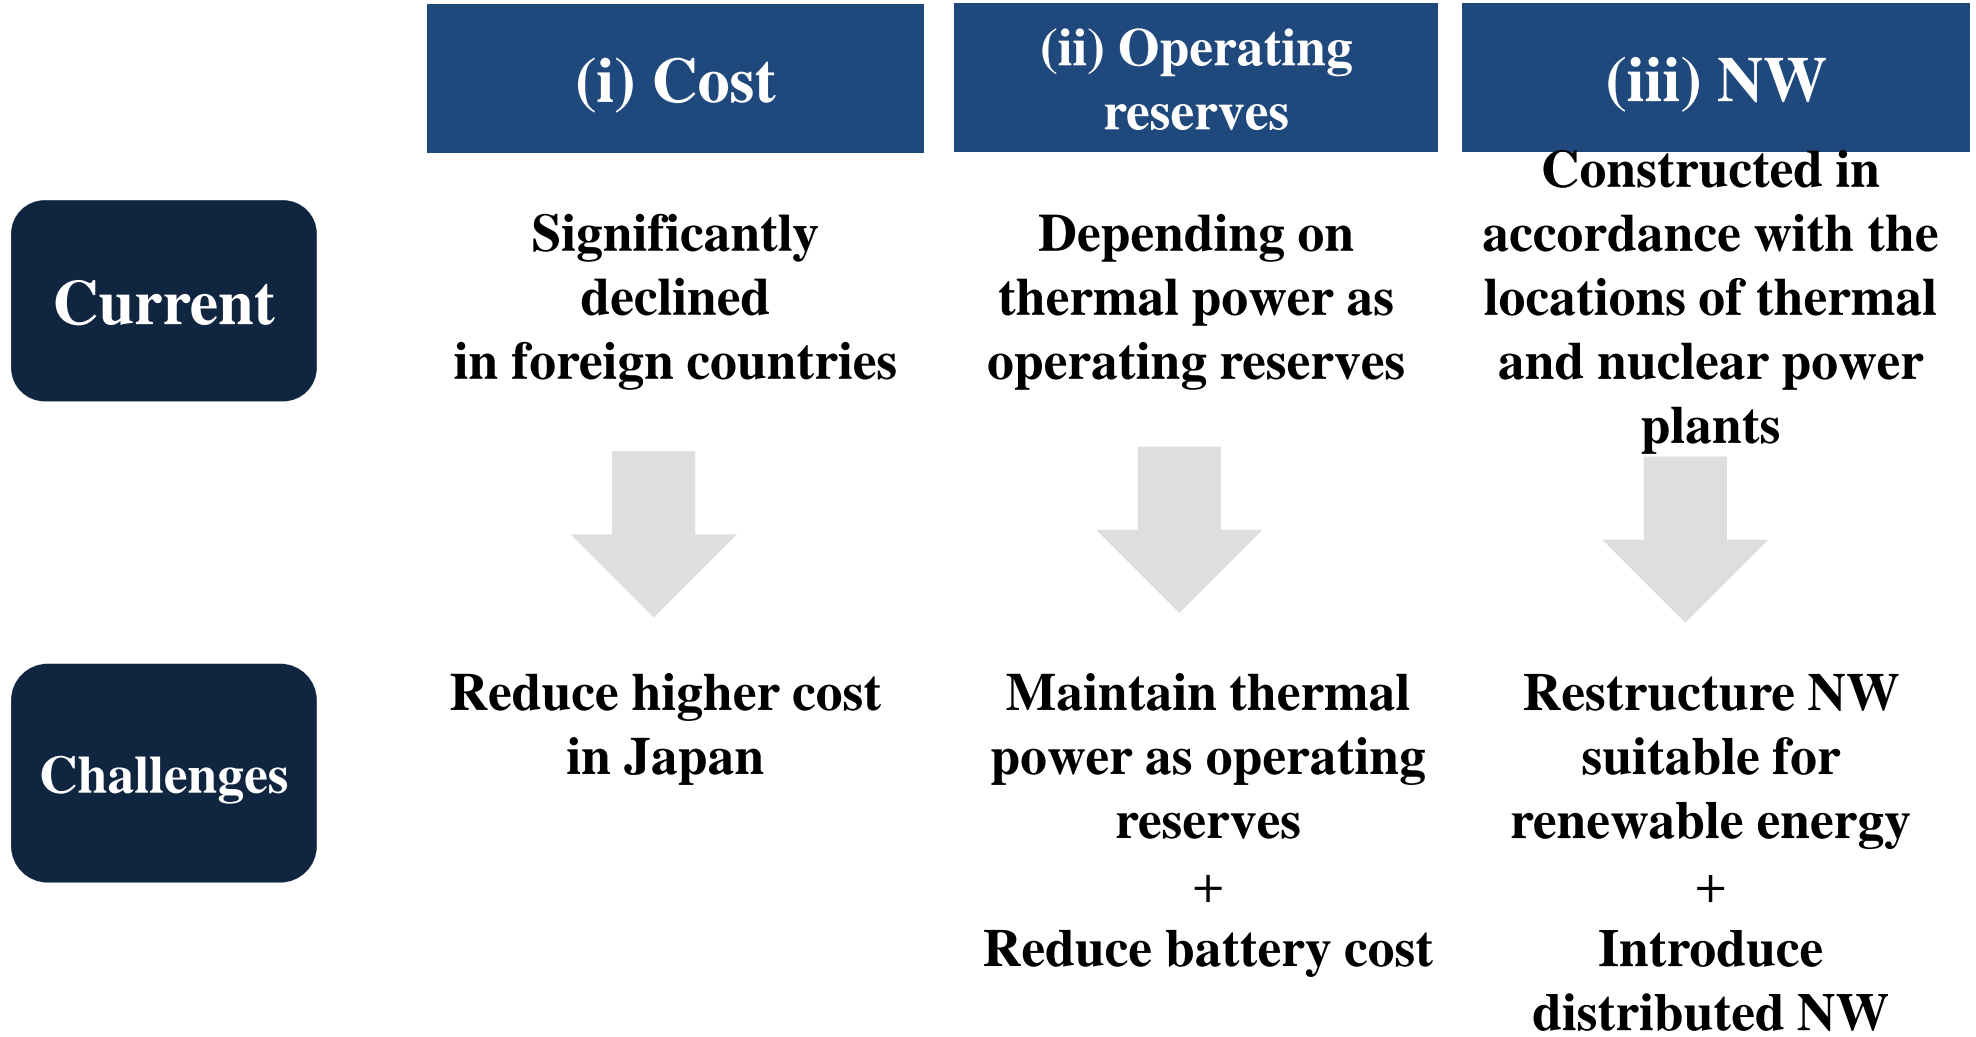 (i) Cost
(ii) Operating
reserves
(iii) NW
Current
Significantly
declined
in foreign countries
Depending on
thermal power as
operating reserves
Constructed in
accordance with the
locations of thermal
and nuclear power
plants
Challenges
Reduce higher cost
in Japan
Maintain thermal
power as operating
reserves
+
Reduce battery cost
Restructure NW
suitable for
renewable energy
+
Introduce
distributed NW